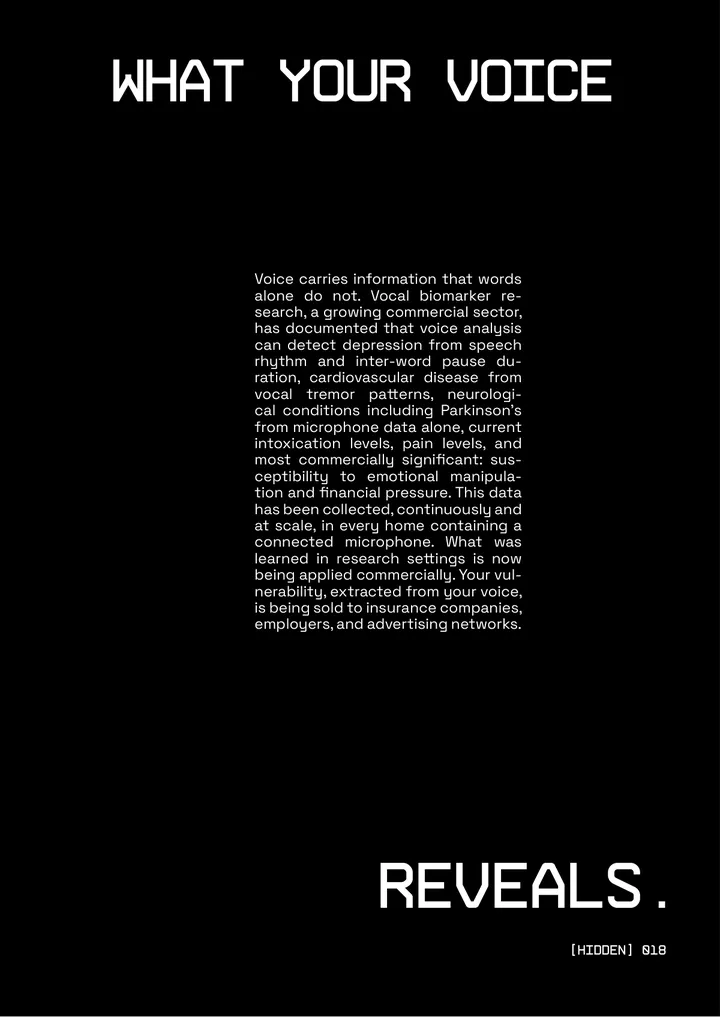 WHAT YOUR VOICE
Voice carries information that words
alone do not. Vocal biomarker re-
search, a growing commercial sector,
has documented that voice analysis
can detect depression from speech
rhythm and inter-word pause du-
ration, cardiovascular disease from
vocal tremor patterns, neurologi-
cal conditions including Parkinson's
from microphone data alone, current
intoxication levels, pain levels, and
most commercially significant: sus-
ceptibility to emotional manipula-
tion and financial pressure. This data
has been collected, continuously and
at scale, in every home containing a
connected microphone. What was
learned in research settings is now
being applied commercially. Your vul-
nerability, extracted from your voice,
is being sold to insurance companies,
employers, and advertising networks.
REVEALS.
[HIDDEN] 018